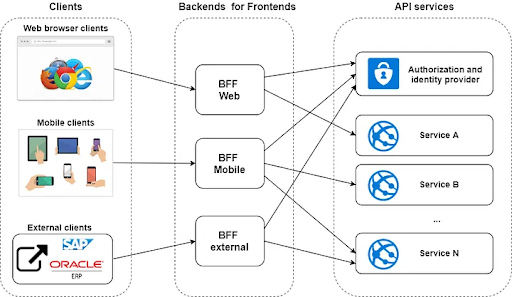 Clients
Backends for Frontends
API services
Web browser clients
Mobile clients
External clients
SAP
ORACLE
ERP
BFF
Web
BFF
Mobile
BFF
external
Authorization and
identity provider
Service A
Service B
...
Service N